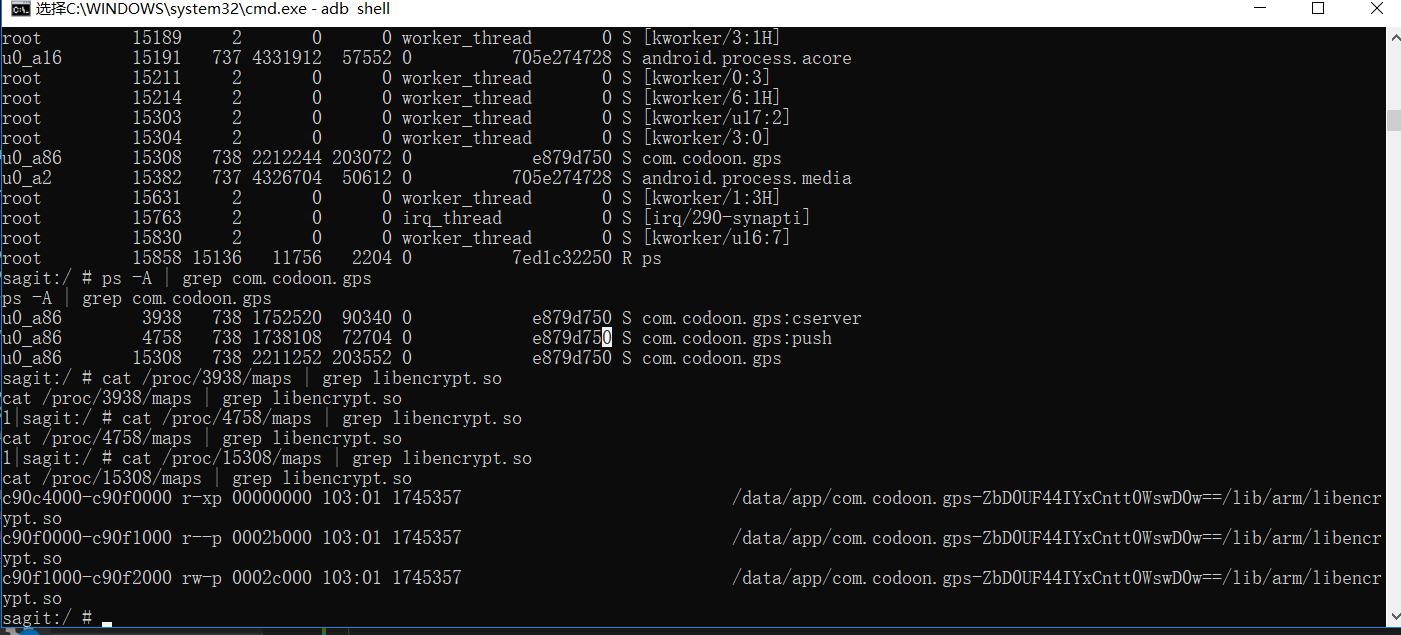 选择C:\WINDOWS\system32\cmd.exe - adb  shell
root         15189     2       0      0 worker_thread       0 S [kworker/3:1H]
u0_a16       15191   737 4331912  57552 0          705e274728 S android.process.acore
root         15211     2       0      0 worker_thread       0 S [kworker/0:3]
root         15214     2       0      0 worker_thread       0 S [kworker/6:1H]
root         15303     2       0      0 worker_thread       0 S [kworker/u17:2]
root         15304     2       0      0 worker_thread       0 S [kworker/3:0]
u0_a86       15308   738 2212244 203072 0            e879d750 S com.codoon.gps
u0_a2        15382   737 4326704  50612 0          705e274728 S android.process.media
root         15631     2       0      0 worker_thread       0 S [kworker/1:3H]
root         15763     2       0      0 irq_thread          0 S [irq/290-synapti]
root         15830     2       0      0 worker_thread       0 S [kworker/u16:7]
root         15858 15136   11756   2204 0          7ed1c32250 R ps
sagit:/ # ps -A | grep com.codoon.gps
ps -A | grep com.codoon.gps
u0_a86        3938   738 1752520  90340 0            e879d750 S com.codoon.gps:cserver
u0_a86        4758   738 1738108  72704 0            e879d750 S com.codoon.gps:push
u0_a86       15308   738 2211252 203552 0            e879d750 S com.codoon.gps
sagit:/ # cat /proc/3938/maps | grep libencrypt.so
cat /proc/3938/maps | grep libencrypt.so
1|sagit:/ # cat /proc/4758/maps | grep libencrypt.so
cat /proc/4758/maps | grep libencrypt.so
1|sagit:/ # cat /proc/15308/maps | grep libencrypt.so
cat /proc/15308/maps | grep libencrypt.so
c90c4000-c90f0000 r-xp 00000000 103:01 1745357                           /data/app/com.codoon.gps-ZbD0UF44IYxCntt0WswD0w==/lib/arm/libencr
ypt.so
c90f0000-c90f1000 r--p 0002b000 103:01 1745357                           /data/app/com.codoon.gps-ZbD0UF44IYxCntt0WswD0w==/lib/arm/libencr
ypt.so
c90f1000-c90f2000 rw-p 0002c000 103:01 1745357                           /data/app/com.codoon.gps-ZbD0UF44IYxCntt0WswD0w==/lib/arm/libencr
ypt.so
sagit:/ #